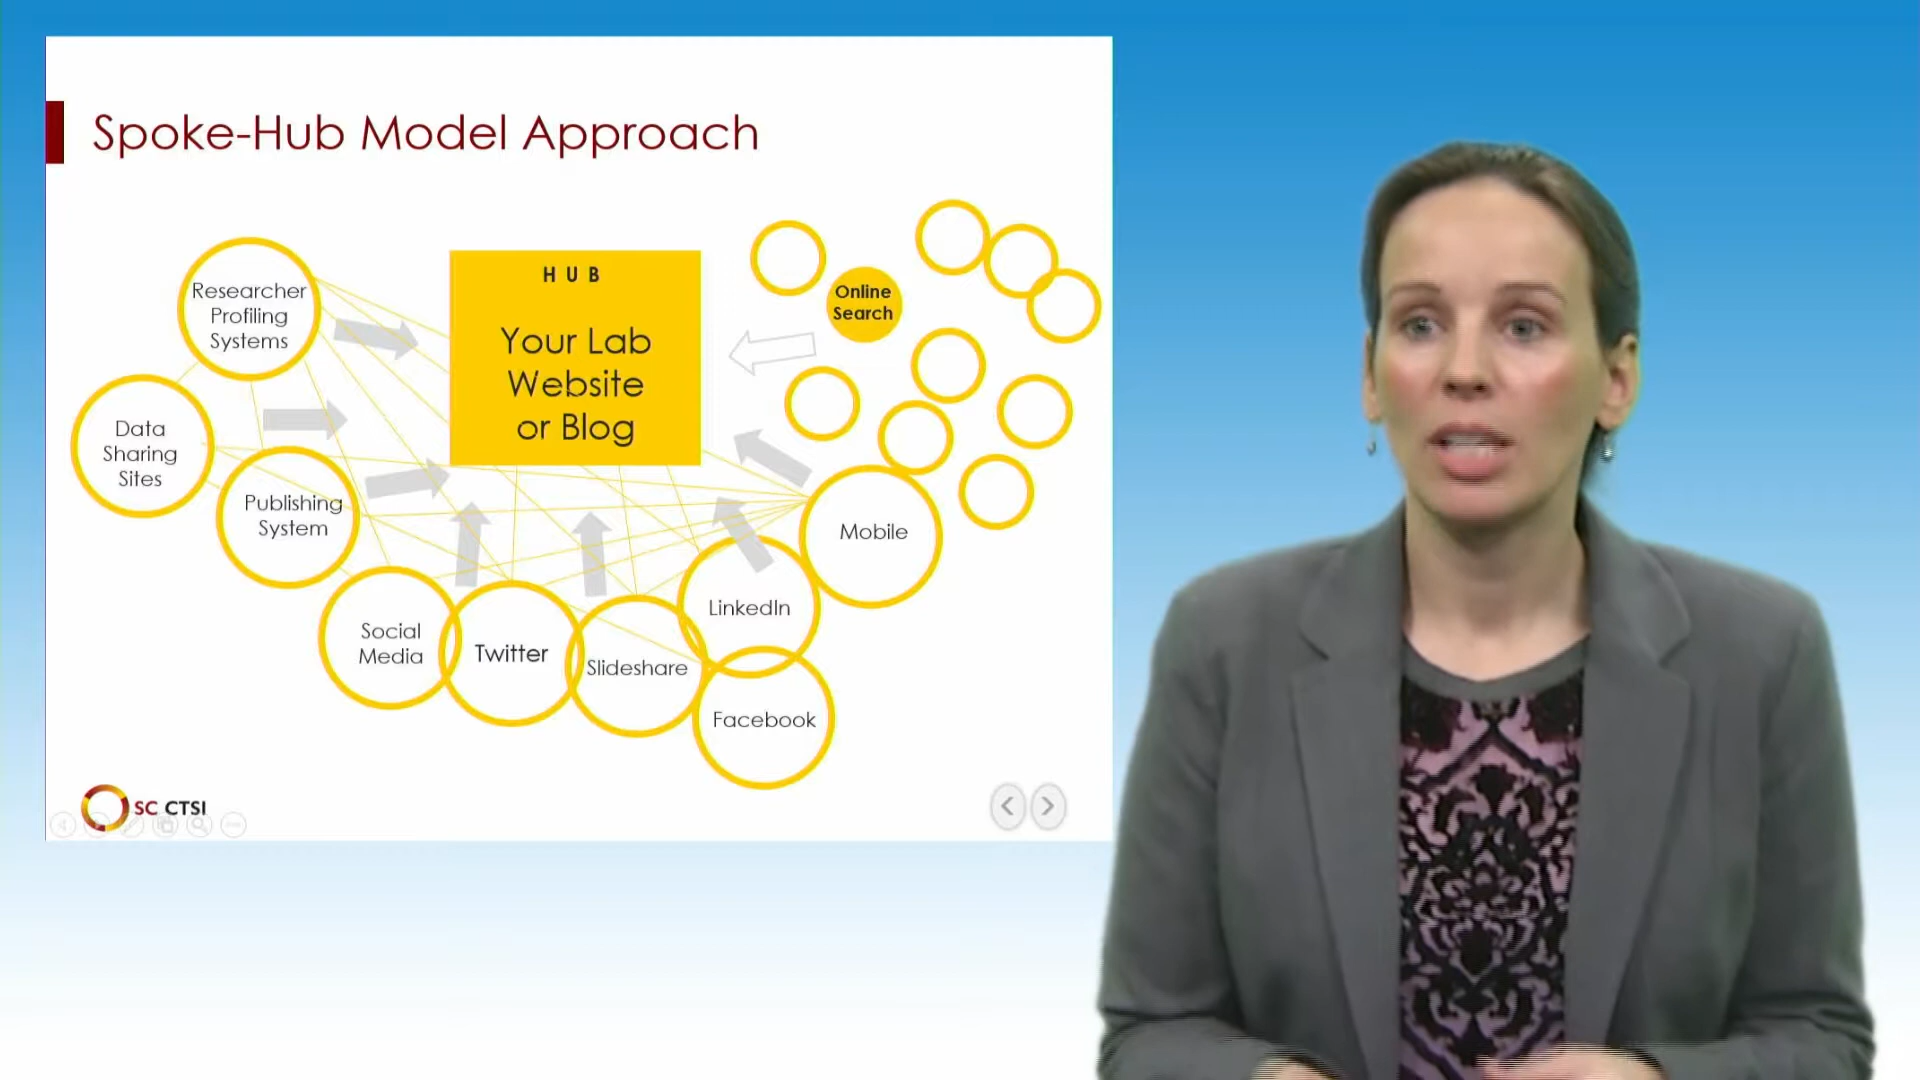 Spoke-Hub Model Approach
HUB
Your Lab
Website
or Blog
Researcher
Profiling
Systems
Data
Sharing
Sites
Publishing
System
Social
Media
Twitter
Slideshare
LinkedIn
Facebook
Mobile
Online
Search
SC CTSI